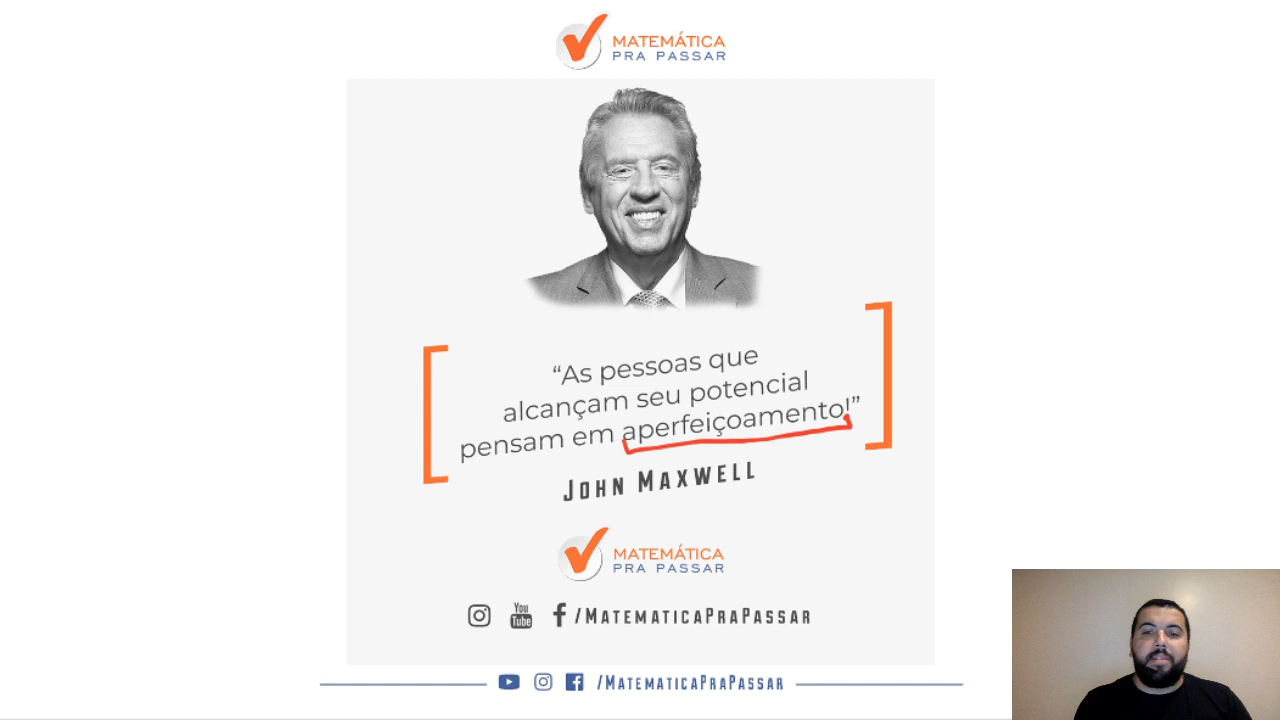 MATEMÁTICA
PRA PASSAR
“As pessoas que
alcançam seu potencial
pensam em aperfeiçoamento!”
JOHN MAXWELL
MATEMÁTICA
PRA PASSAR
You
Tube
/MATEMATICAPRAPASSAR
/MATEMATICAPRAPASSAR